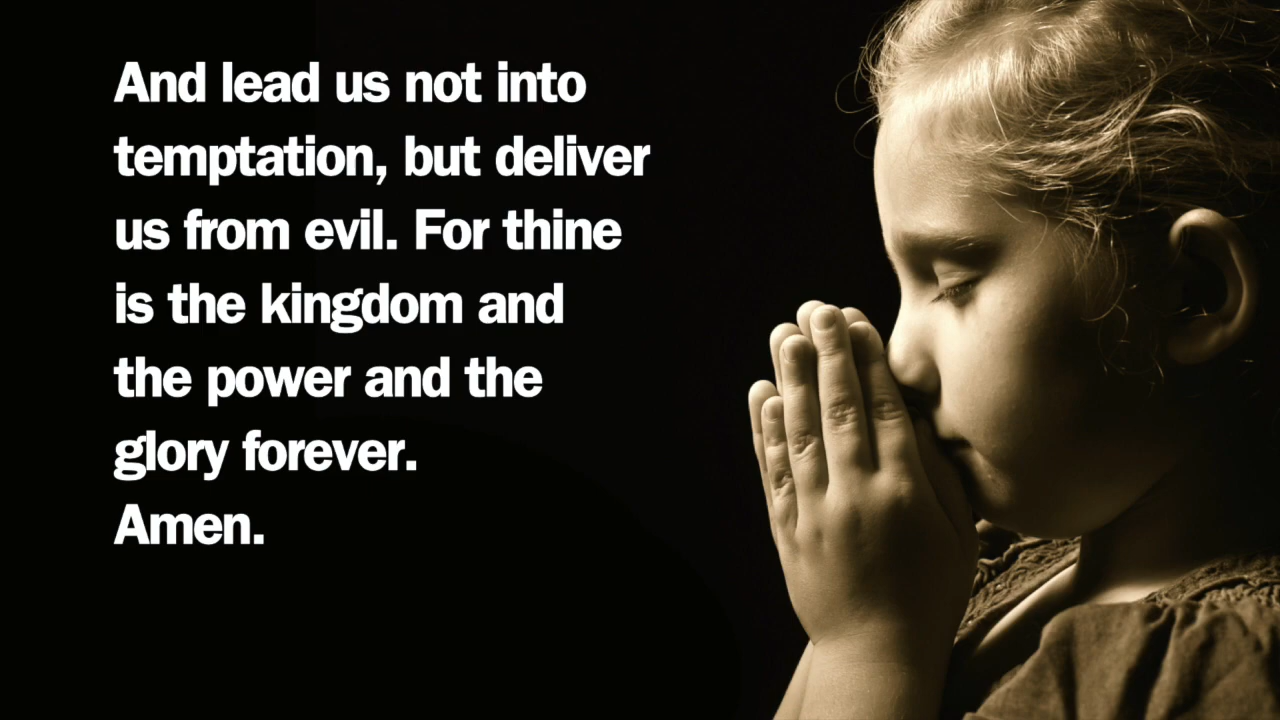 And lead us not into
temptation, but deliver
us from evil. For thine
is the kingdom and
the power and the
glory forever.
Amen.